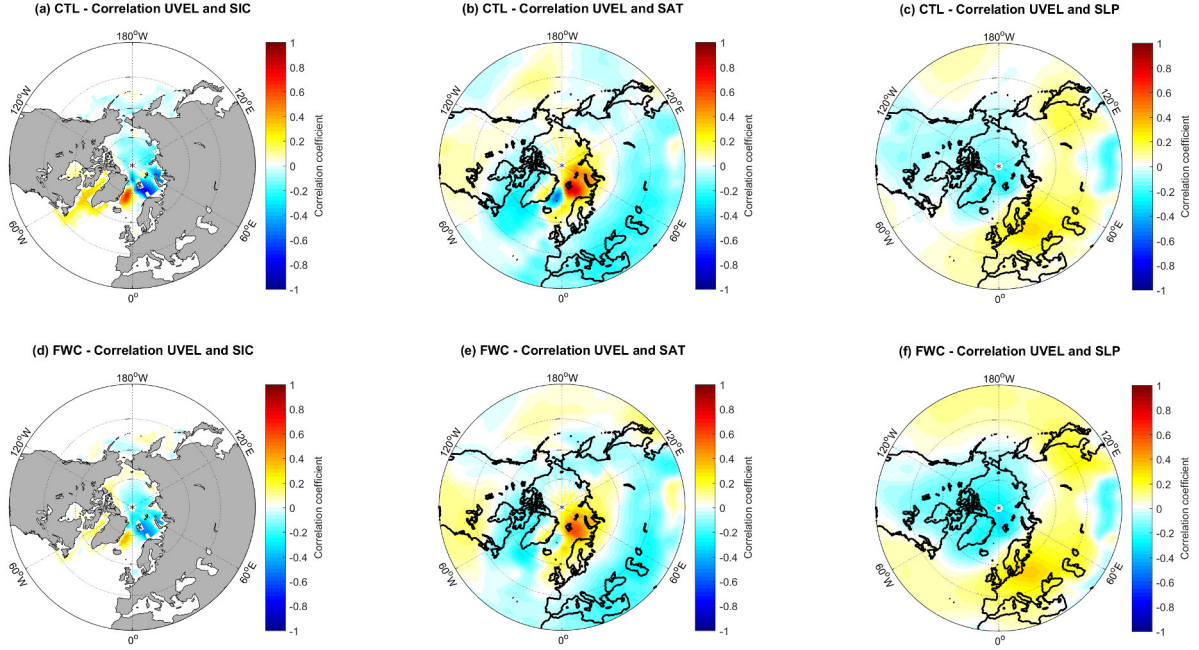 (a) CTL - Correlation UVEL and SIC
180°W
120°W
120°E
60°W
60°E
0°
1
0.8
0.6
0.4
0.2
0
-0.2
-0.4
-0.6
-0.8
-1
Correlation coefficient
(b) CTL - Correlation UVEL and SAT
180°W
120°W
120°E
60°W
60°E
0°
1
0.8
0.6
0.4
0.2
0
-0.2
-0.4
-0.6
-0.8
-1
Correlation coefficient
(c) CTL - Correlation UVEL and SLP
180°W
120°W
120°E
60°W
60°E
0°
1
0.8
0.6
0.4
0.2
0
-0.2
-0.4
-0.6
-0.8
-1
Correlation coefficient
(d) FWC - Correlation UVEL and SIC
180°W
120°W
120°E
60°W
60°E
0°
1
0.8
0.6
0.4
0.2
0
-0.2
-0.4
-0.6
-0.8
-1
Correlation coefficient
(e) FWC - Correlation UVEL and SAT
180°W
120°W
120°E
60°W
60°E
0°
1
0.8
0.6
0.4
0.2
0
-0.2
-0.4
-0.6
-0.8
-1
Correlation coefficient
(f) FWC - Correlation UVEL and SLP
180°W
120°W
120°E
60°W
60°E
0°
1
0.8
0.6
0.4
0.2
0
-0.2
-0.4
-0.6
-0.8
-1
Correlation coefficient